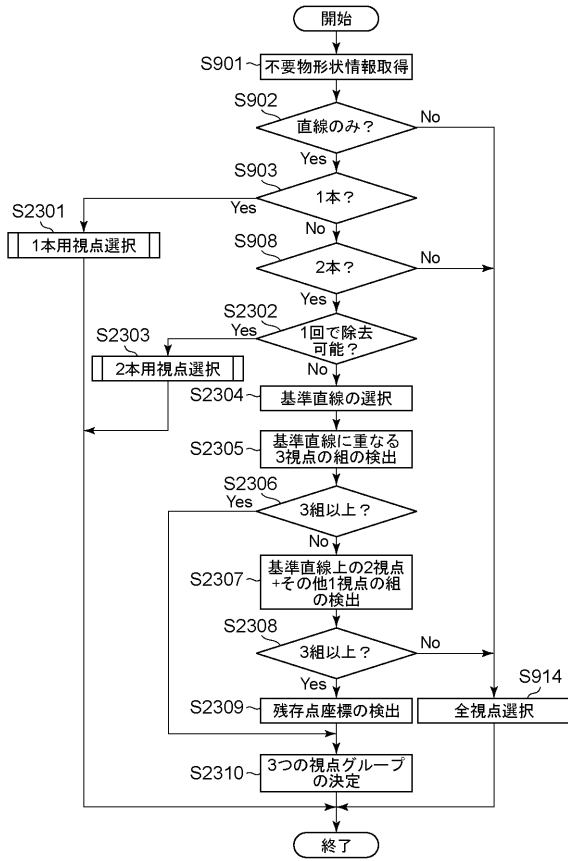 開始
S901
不要物形状情報取得
S902
直線のみ？
No
Yes
S903
1本？
Yes
No
S2301
1本用視点選択
S908
2本？
No
Yes
S2302
1回で除去
可能？
Yes
No
S2303
2本用視点選択
S2304
基準直線の選択
S2305
基準直線に重なる
3視点の組の検出
S2306
3組以上？
Yes
No
S2307
基準直線上の2視点
+その他1視点の組
の検出
S2308
3組以上？
No
Yes
S2309
残存点座標の検出
S914
全視点選択
S2310
3つの視点グループ
の決定
終了